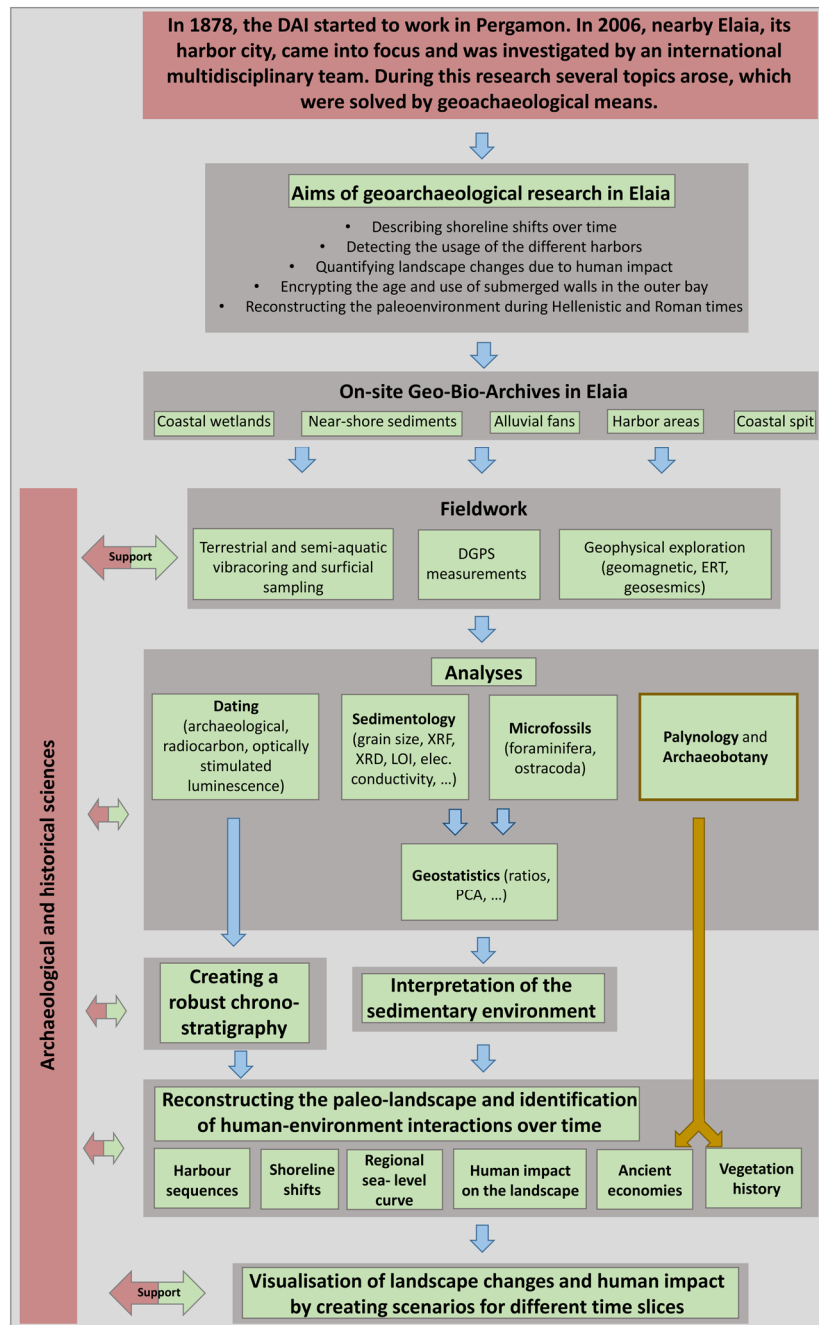 In 1878, the DAI started to work in Pergamon. In 2006, nearby Elaia, its
harbor city, came into focus and was investigated by an international
multidisciplinary team. During this research several topics arose, which
were solved by geoachaeological means.
Aims of geoarchaeological research in Elaia
• Describing shoreline shifts over time
• Detecting the usage of the different harbors
• Quantifying landscape changes due to human impact
• Encrypting the age and use of submerged walls in the outer bay
• Reconstructing the paleoenvironment during Hellenistic and Roman times
On-site Geo-Bio-Archives in Elaia
Coastal wetlands
Near-shore sediments
Alluvial fans
Harbor areas
Coastal spit
Archaeological and historical sciences
Support
Fieldwork
Terrestrial and semi-aquatic
vibracoring and surficial
sampling
DGPS
measurements
Geophysical exploration
(geomagnetic, ERT,
geosesmics)
Analyses
Dating
(archaeological,
radiocarbon, optically
stimulated
luminescence)
Sedimentology
(grain size, XRF,
XRD, LOI, elec.
conductivity, ...)
Microfossils
(foraminifera,
ostracoda)
Palynology and
Archaeobotany
Geostatistics (ratios,
PCA, ...)
Creating a
robust chrono-
stratigraphy
Interpretation of the
sedimentary environment
Reconstructing the paleo-landscape and identification
of human-environment interactions over time
Harbour
sequences
Shoreline
shifts
Regional
sea- level
curve
Human impact
on the landscape
Ancient
economies
Vegetation
history
Support
Visualisation of landscape changes and human impact
by creating scenarios for different time slices